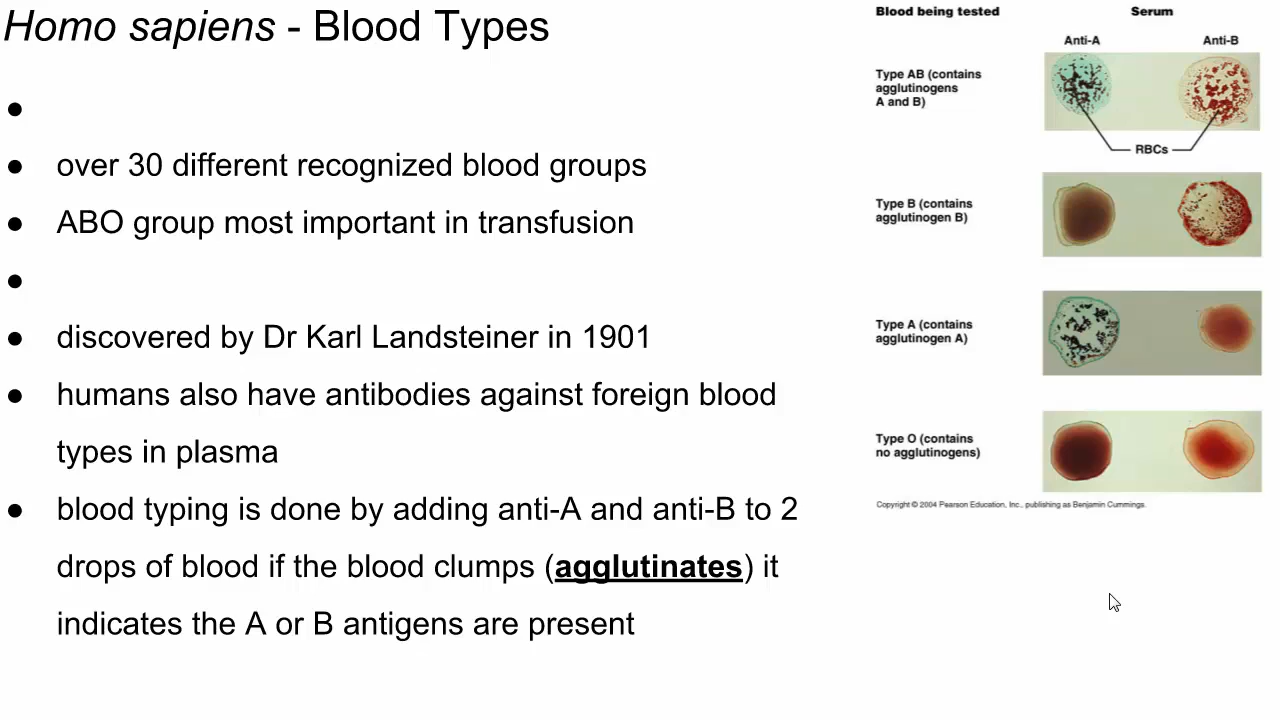 Homo sapiens - Blood Types
●
● over 30 different recognized blood groups
● ABO group most important in transfusion
●
● discovered by Dr Karl Landsteiner in 1901
● humans also have antibodies against foreign blood
types in plasma
● blood typing is done by adding anti-A and anti-B to 2
drops of blood if the blood clumps (agglutinates) it
indicates the A or B antigens are present
Blood being tested
Serum
Anti-A
Anti-B
Type AB (contains
agglutinogens
A and B)
RBCs
Type B (contains
agglutinogen B)
Type A (contains
agglutinogen A)
Type O (contains
no agglutinogens)
Copyright © 2004 Pearson Education, Inc., publishing as Benjamin Cummings.